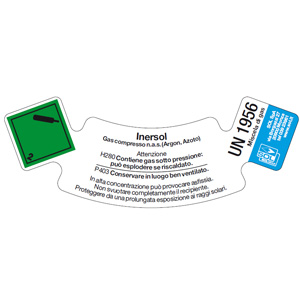 Inersol
Gas compresso n.a.s. (Argon, Azoto)
Attenzione
H280 Contiene gas sotto pressione:
può esplodere se riscaldato.
P403 Conservare in luogo ben ventilato.
In alta concentrazione può provocare asfissia.
Non svuotare completamente il recipiente.
Proteggere da una prolungata esposizione ai raggi solari.
UN 1956
Miscela di gas
SOL SpA